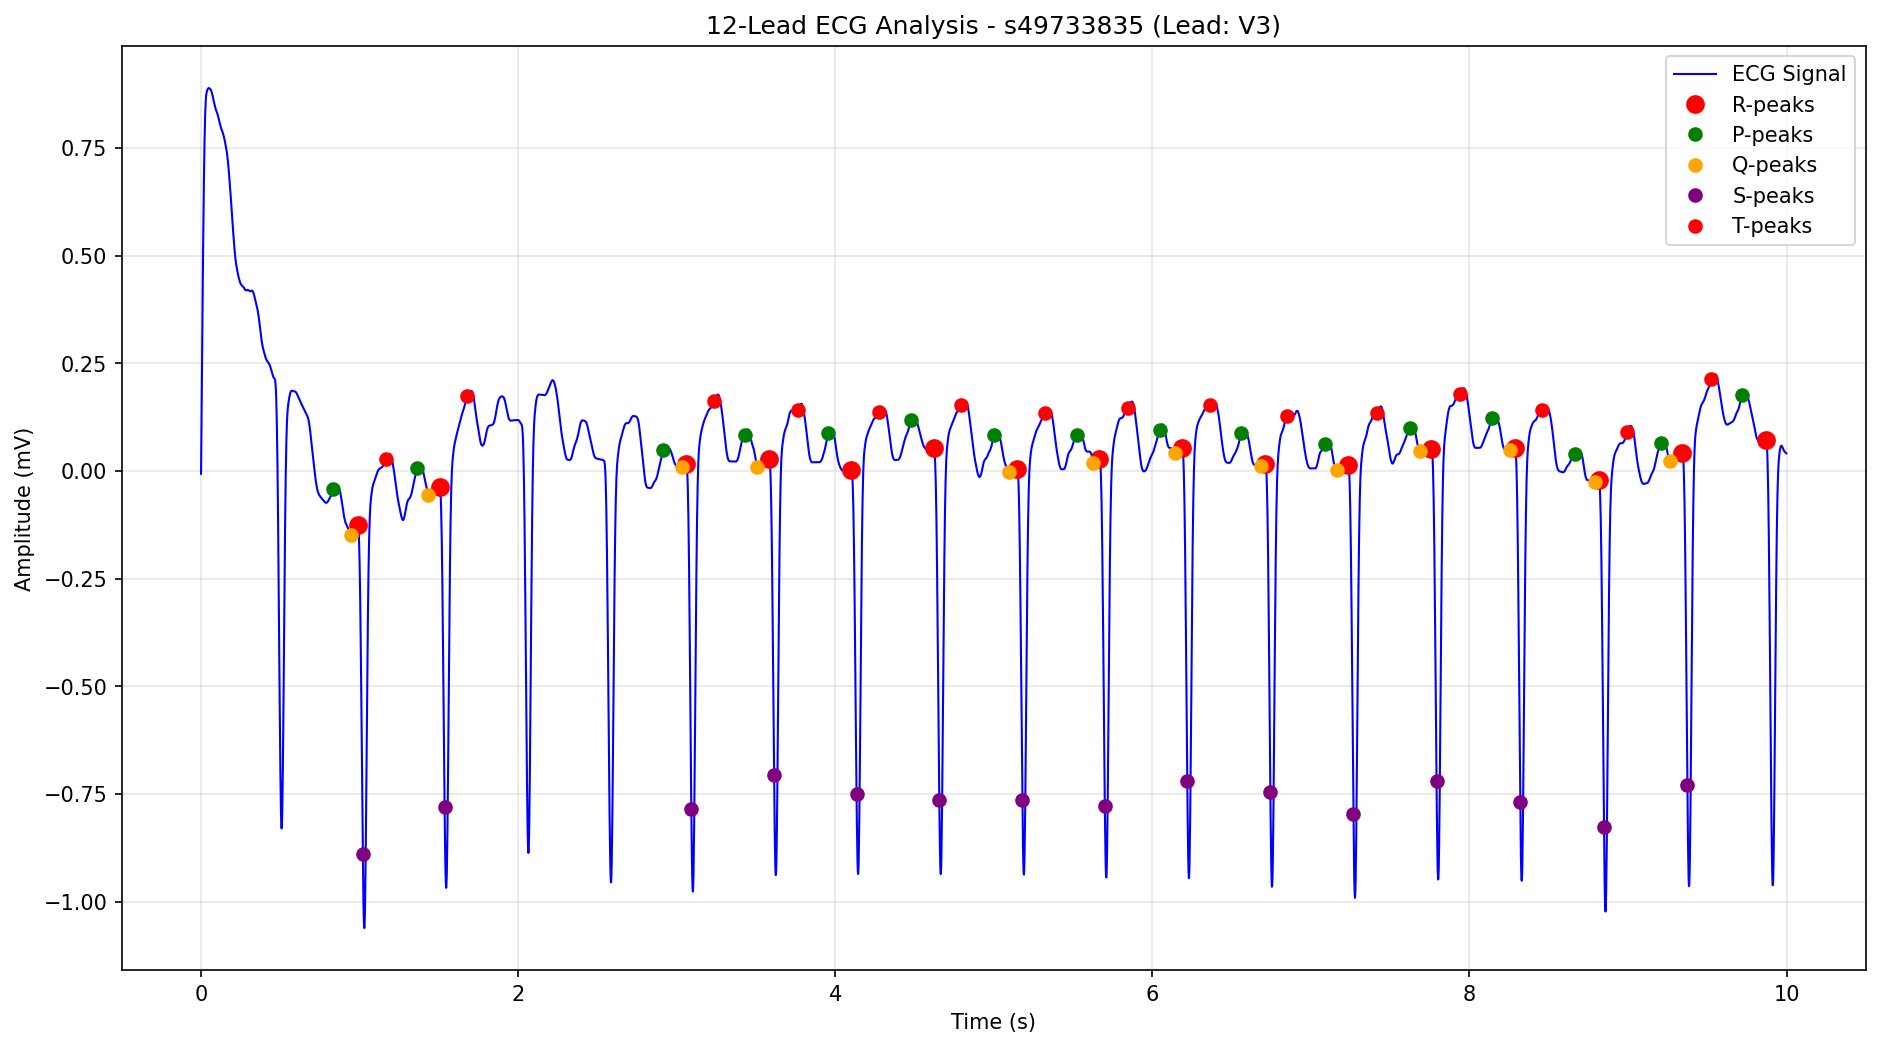 12-Lead ECG Analysis - s49733835 (Lead: V3)
ECG Signal
R-peaks
P-peaks
Q-peaks
S-peaks
T-peaks
Amplitude (mV)
0.75
0.50
0.25
0.00
−0.25
−0.50
−0.75
−1.00
0 2 4 6 8 10
Time (s)